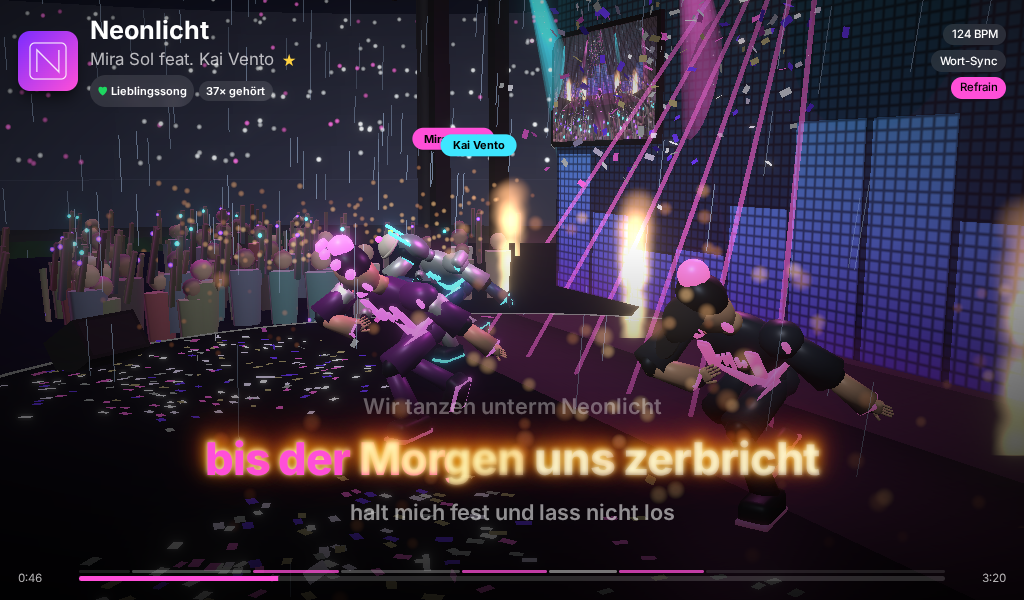 Neonlicht
Mira Sol feat. Kai Vento ★
Lieblingssong
37× gehört
124 BPM
Wort-Sync
Refrain
Kai Vento
Wir tanzen unterm Neonlicht
bis der Morgen uns zerbricht
halt mich fest und lass nicht los
0:46
3:20